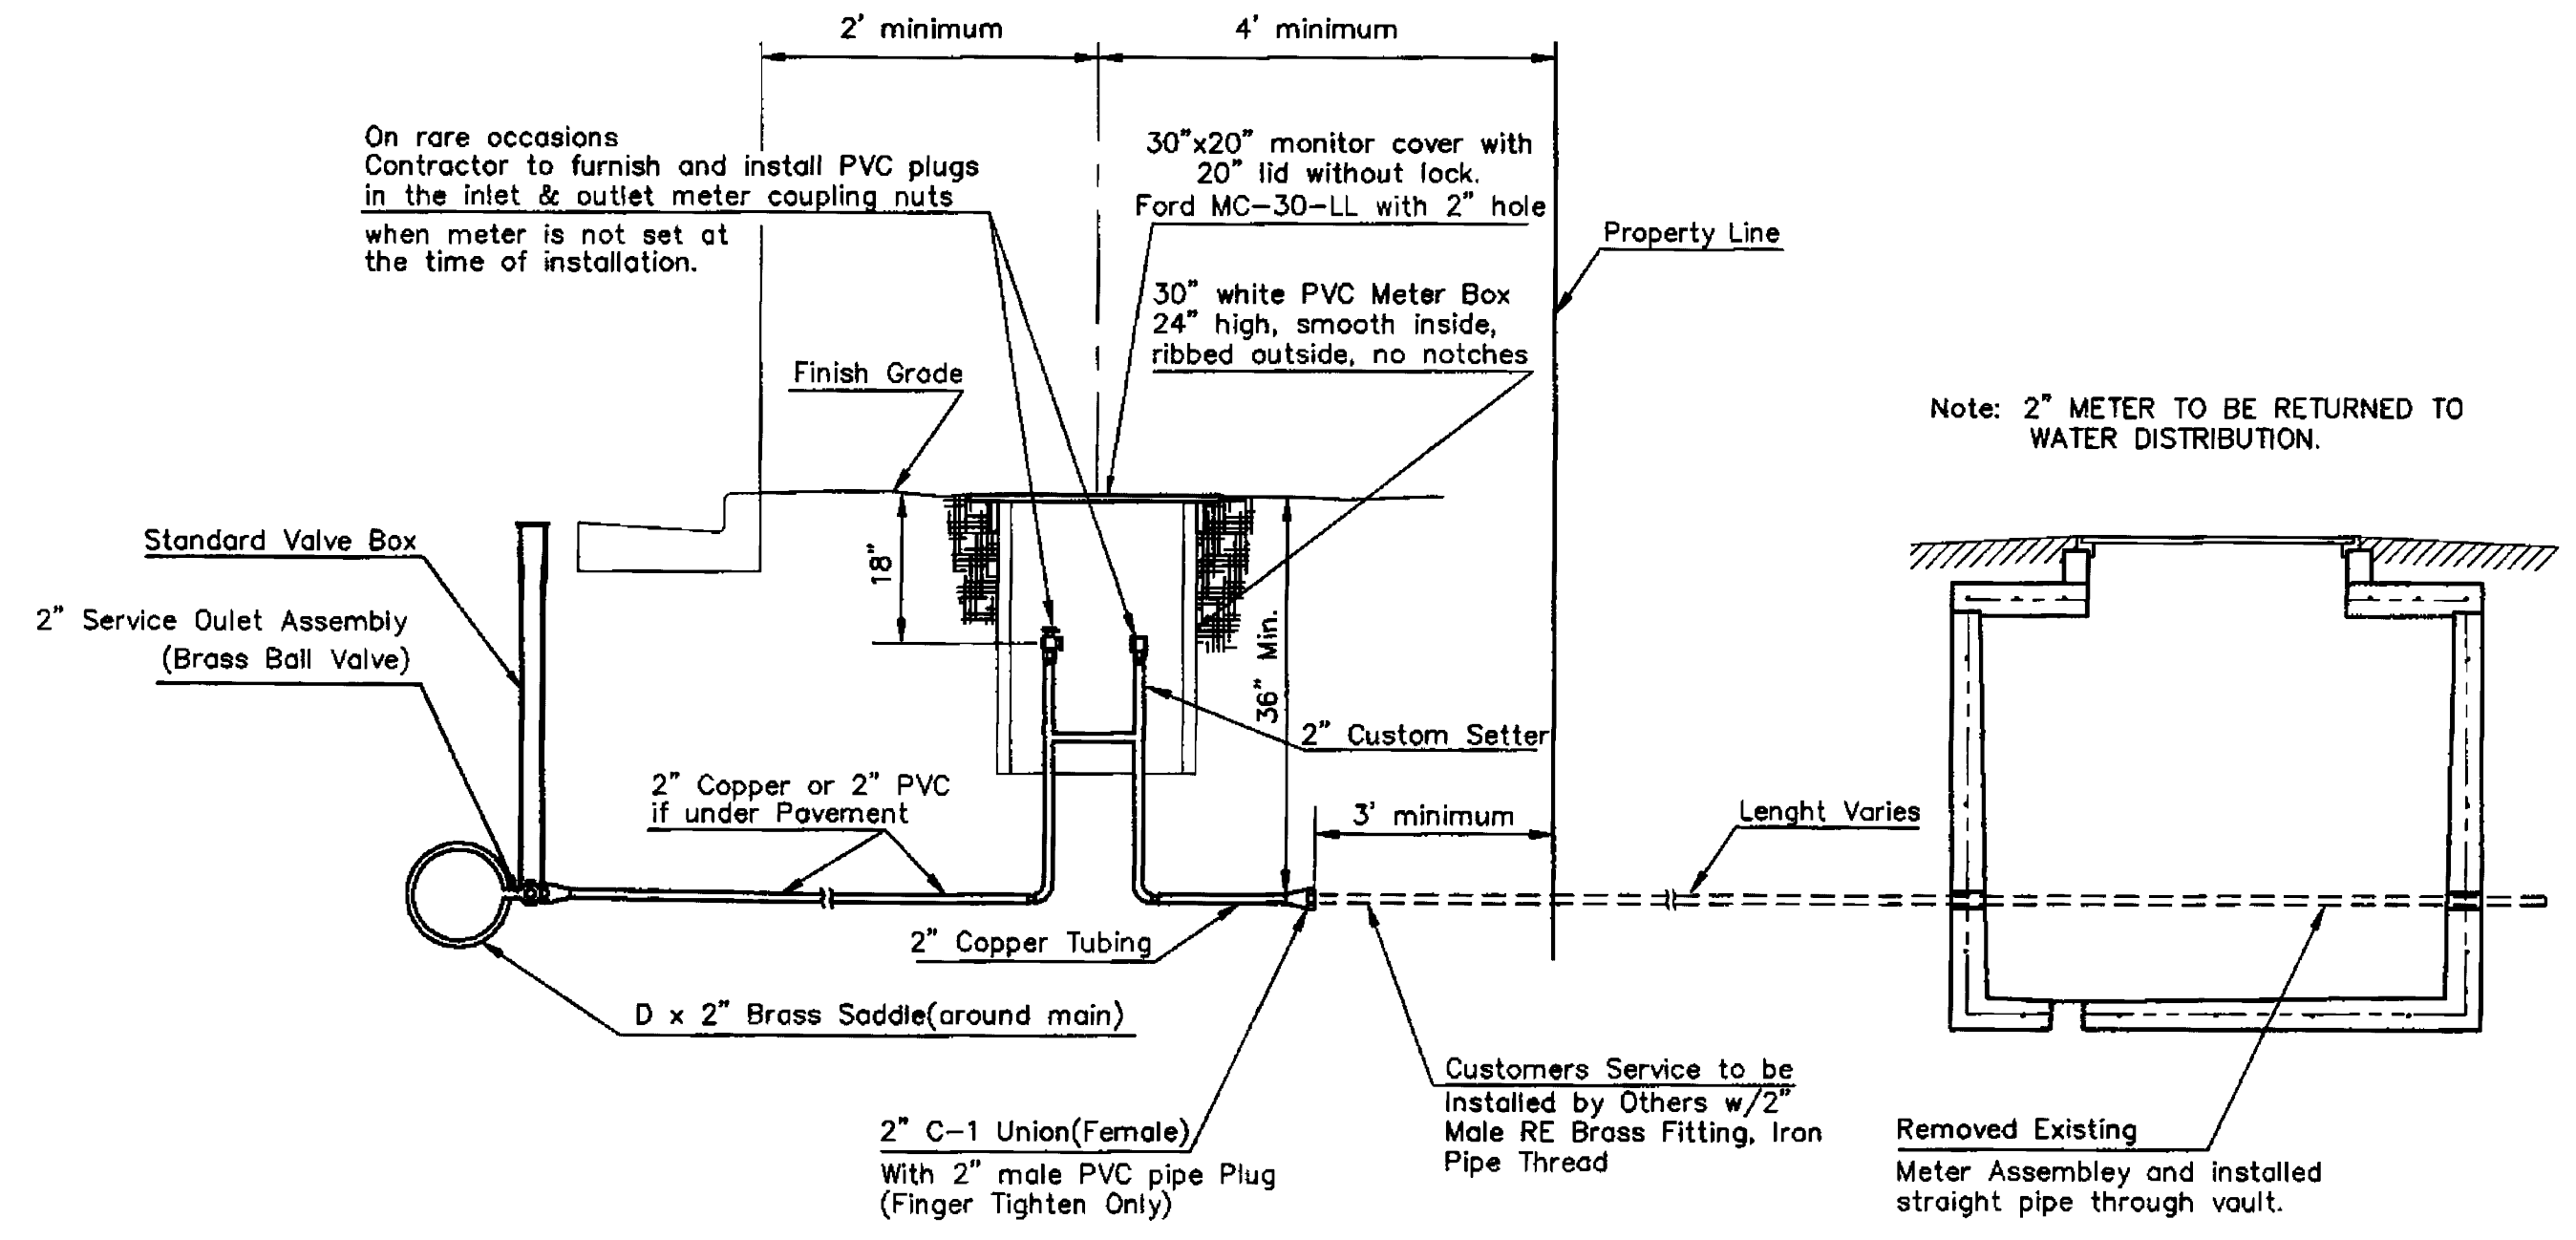 2' minimum
4' minimum
On rare occasions
Contractor to furnish and install PVC plugs
in the inlet & outlet meter coupling nuts
when meter is not set at
the time of installation.
30"x20" monitor cover with
20" lid without lock.
Ford MC-30-LL with 2" hole
Property Line
30" white PVC Meter Box
24" high, smooth inside,
ribbed outside, no notches
Finish Grade
Note: 2" METER TO BE RETURNED TO
WATER DISTRIBUTION.
Standard Valve Box
18"
2" Service Oulet Assembly
(Brass Ball Valve)
36" Min.
2" Custom Setter
2" Copper or 2" PVC
if under Pavement
3' minimum
Lenght Varies
2" Copper Tubing
D x 2" Brass Saddle(around main)
Customers Service to be
Installed by Others w/2"
Male RE Brass Fitting, Iron
Pipe Thread
2" C-1 Union(Female)
With 2" male PVC pipe Plug
(Finger Tighten Only)
Removed Existing
Meter Assembley and installed
straight pipe through vault.